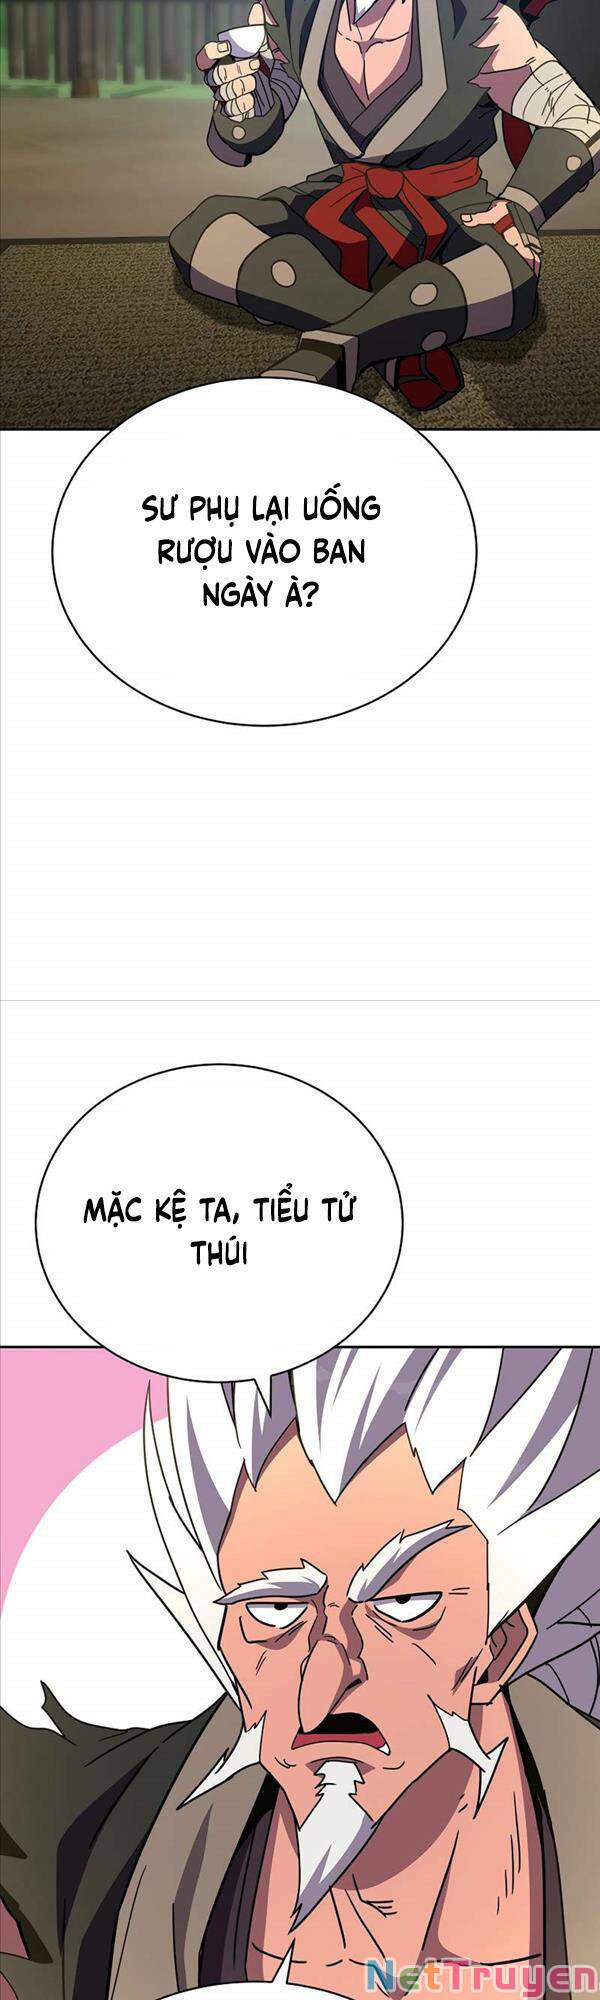 SƯ PHỤ LẠI UỐNG
RƯỢU VÀO BAN
NGÀY À?
MẶC KỆ TA, TIỂU TỬ
THÚI
NetTruyen